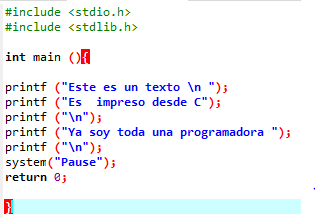 #include <stdio.h>
#include <stdlib.h>
int main (){
printf ("Este es un texto \n ");
printf ("Es  impreso desde C");
printf ("\n");
printf ("Ya soy toda una programadora ");
printf ("\n");
system("Pause");
return 0;
}